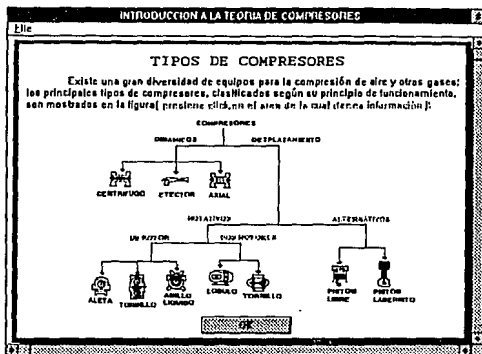 INTRODUCCION A LA TEORIA DE COMPRESORES
File
TIPOS DE COMPRESORES
Existe una gran diversidad de equipos para la compresión de aire y otros gases;
los principales tipos de compresores, clasificados según su principio de funcionamiento,
son mostrados en la figura( presione click en el area de la cual desea información ):
COMPRESORES
DINAMICOS DESPLAZAMIENTO
CENTRIFUGO EYECTOR AXIAL
ROTATIVOS ALTERNATIVOS
UN ROTOR DOS ROTORES
ALETA TORNILLO ANILLO LIQUIDO LOBULO TORNILLO PISTON LIBRE PISTON LABERINTO
OK